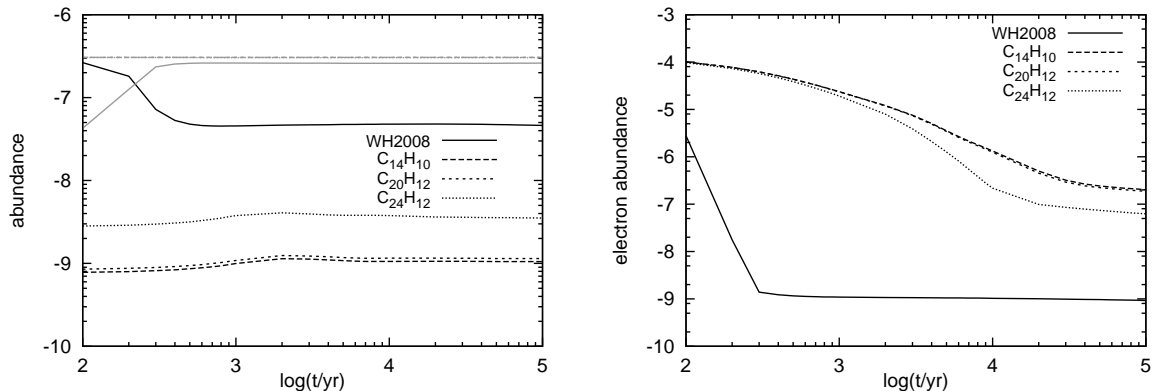 -6
-7
-8
-9
-10
abundance
WH2008
C14H10
C20H12
C24H12
2 3 4 5
log(t/yr)
-3
-4
-5
-6
-7
-8
-9
-10
electron abundance
WH2008
C14H10
C20H12
C24H12
2 3 4 5
log(t/yr)